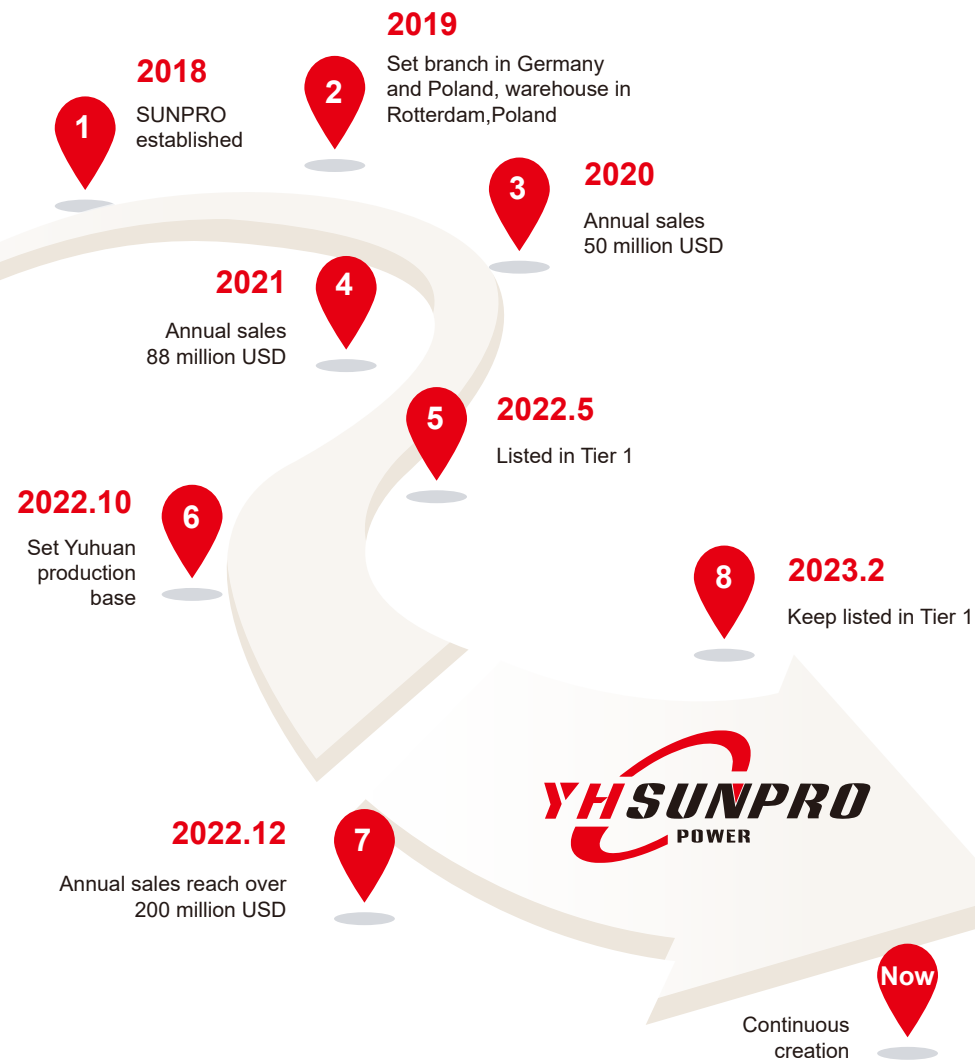 1
2018
SUNPRO
established
2
2019
Set branch in Germany
and Poland, warehouse in
Rotterdam,Poland
3
2020
Annual sales
50 million USD
4
2021
Annual sales
88 million USD
5
2022.5
Listed in Tier 1
6
2022.10
Set Yuhuan
production
base
7
2022.12
Annual sales reach over
200 million USD
8
2023.2
Keep listed in Tier 1
YHSUNPRO
POWER
Now
Continuous
creation